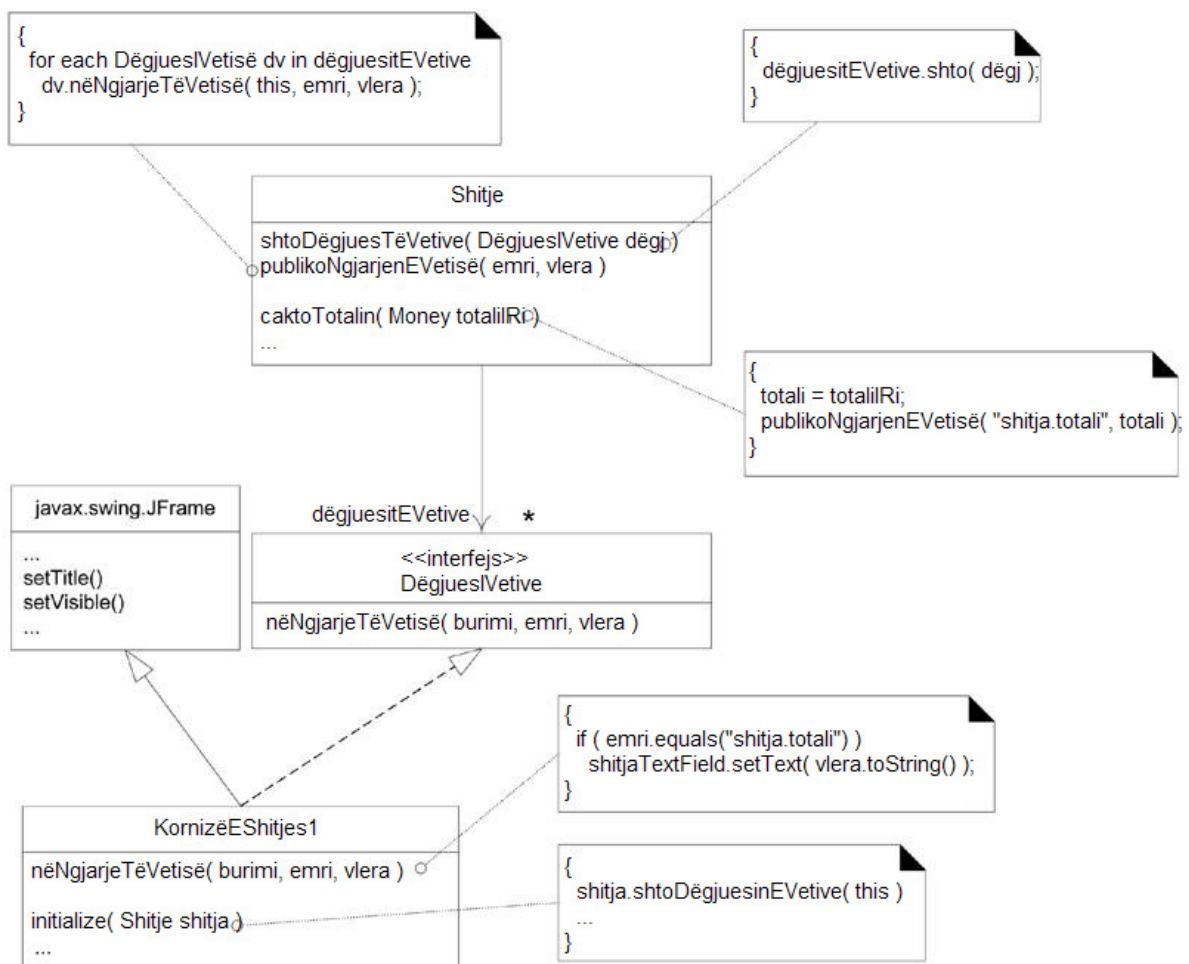 {
for each DëgjuesIVetisë dv in dëgjuesitEVetive
dv.nëNgjarjeTëVetisë( this, emri, vlera );
}
{
dëgjuesitEVetive.shto( dëgj );
}
Shitje
shtoDëgjuesTëVetive( DëgjuesIVetive dëgj )
publikoNgjarjenEVetisë( emri, vlera )
caktoTotalin( Money totaliIRi )
...
{
totali = totaliIRi;
publikoNgjarjenEVetisë( "shitja.totali", totali );
}
javax.swing.JFrame
...
setTitle()
setVisible()
...
dëgjuesitEVetive *
<<interfejs>>
DëgjuesIVetive
nëNgjarjeTëVetisë( burimi, emri, vlera )
{
if ( emri.equals("shitja.totali") )
shitjaTextField.setText( vlera.toString() );
}
KornizëEShitjes1
nëNgjarjeTëVetisë( burimi, emri, vlera )
initialize( Shitje shitja )
...
{
shitja.shtoDëgjuesinEVetive( this )
...
}